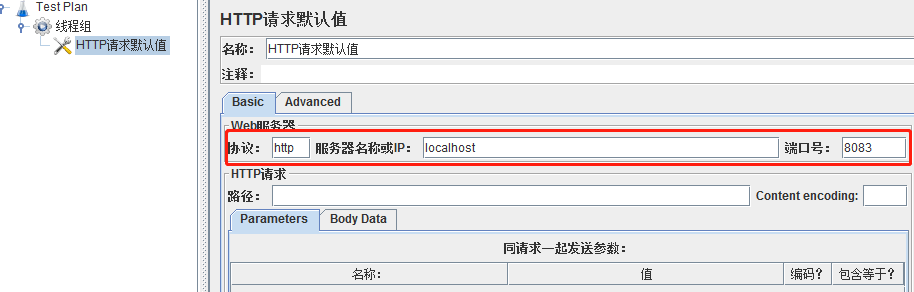 Test Plan
线程组
HTTP请求默认值
HTTP请求默认值
名称： HTTP请求默认值
注释：
Basic Advanced
Web服务器
协议： http 服务器名称或IP： localhost 端口号： 8083
HTTP请求
路径： Content encoding:
Parameters Body Data
同请求一起发送参数：
名称： 值 编码？ 包含等于？